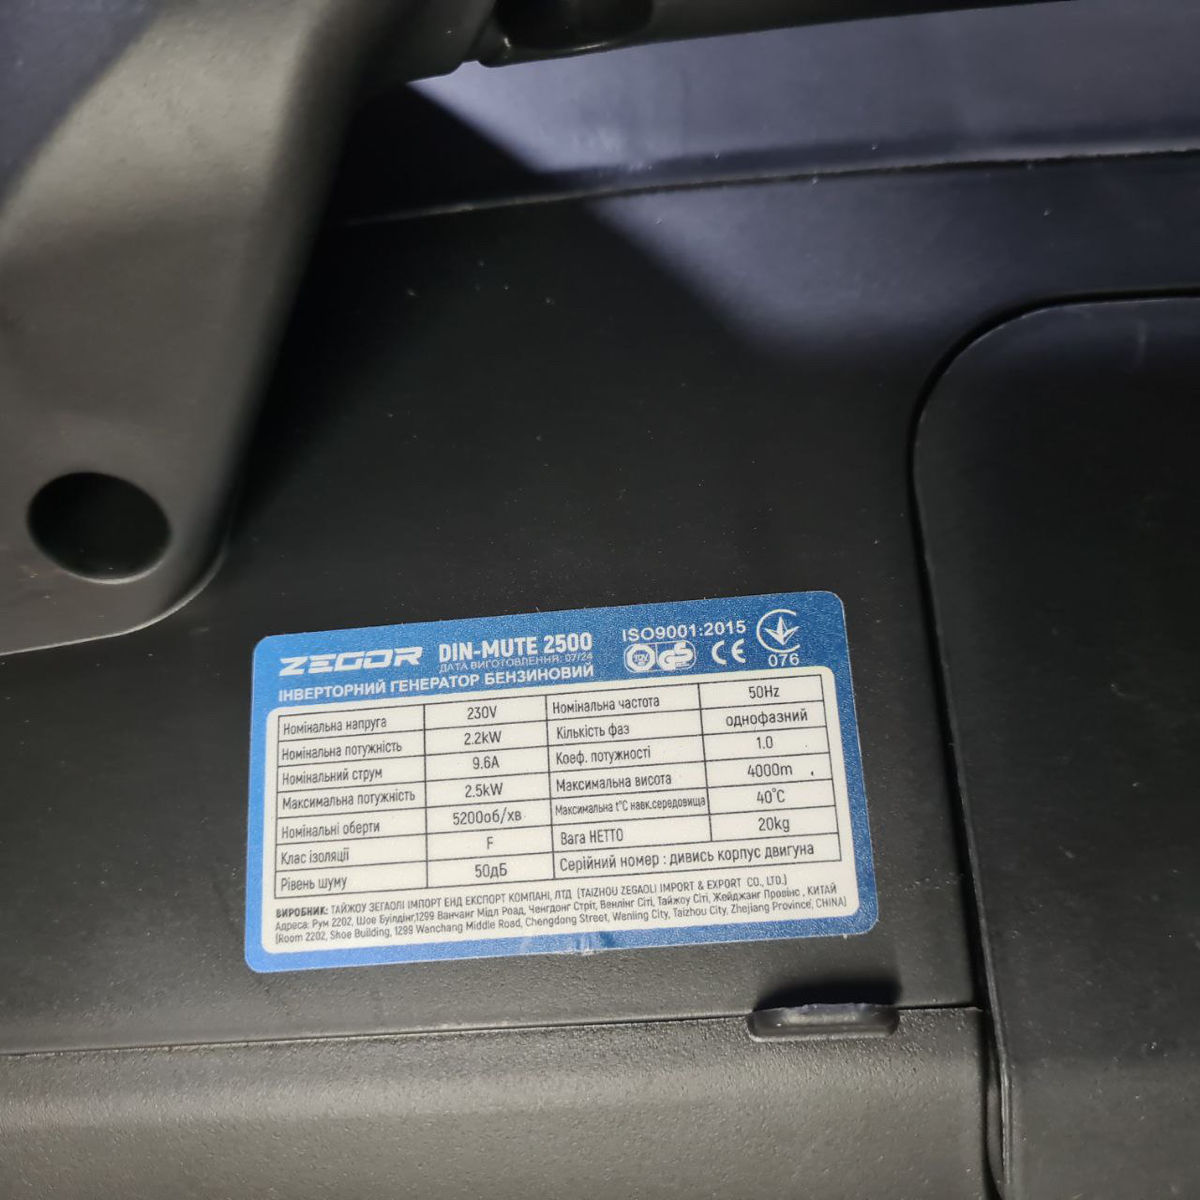 ZEGOR DIN-MUTE 2500 ISO9001:2015
ДАТА ВИГОТОВЛЕННЯ: 07/24
TÜV GS CE 076
ІНВЕРТОРНИЙ ГЕНЕРАТОР БЕНЗИНОВИЙ
Номінальна напруга 230V Номінальна частота 50Hz
Номінальна потужність 2.2kW Кількість фаз однофазний
Номінальний струм 9.6A Коеф. потужності 1.0
Максимальна потужність 2.5kW Максимальна висота 4000m
Номінальні оберти 5200об/хв Максимальна t°C навк.середовища 40°C
Клас ізоляції F Вага НЕТТО 20kg
Рівень шуму 50дБ Серійний номер : дивись корпус двигуна
ВИРОБНИК: ТАЙЖОУ ЗЕГАОЛІ ІМПОРТ ЕНД ЕКСПОРТ КОМПАНІ, ЛТД (TAIZHOU ZEGAOLI IMPORT & EXPORT CO., LTD.)
Адреса: Рум 2202, Шое Буілдінг,1299 Ванчанг Мідл Роад, Ченгдонг Стріт, Венлінг Сіті, Тайжоу Сіті, Жейджанг Провінс , КИТАЙ
(Room 2202, Shoe Building, 1299 Wanchang Middle Road, Chengdong Street, Wenling City, Taizhou City, Zhejiang Province, CHINA)